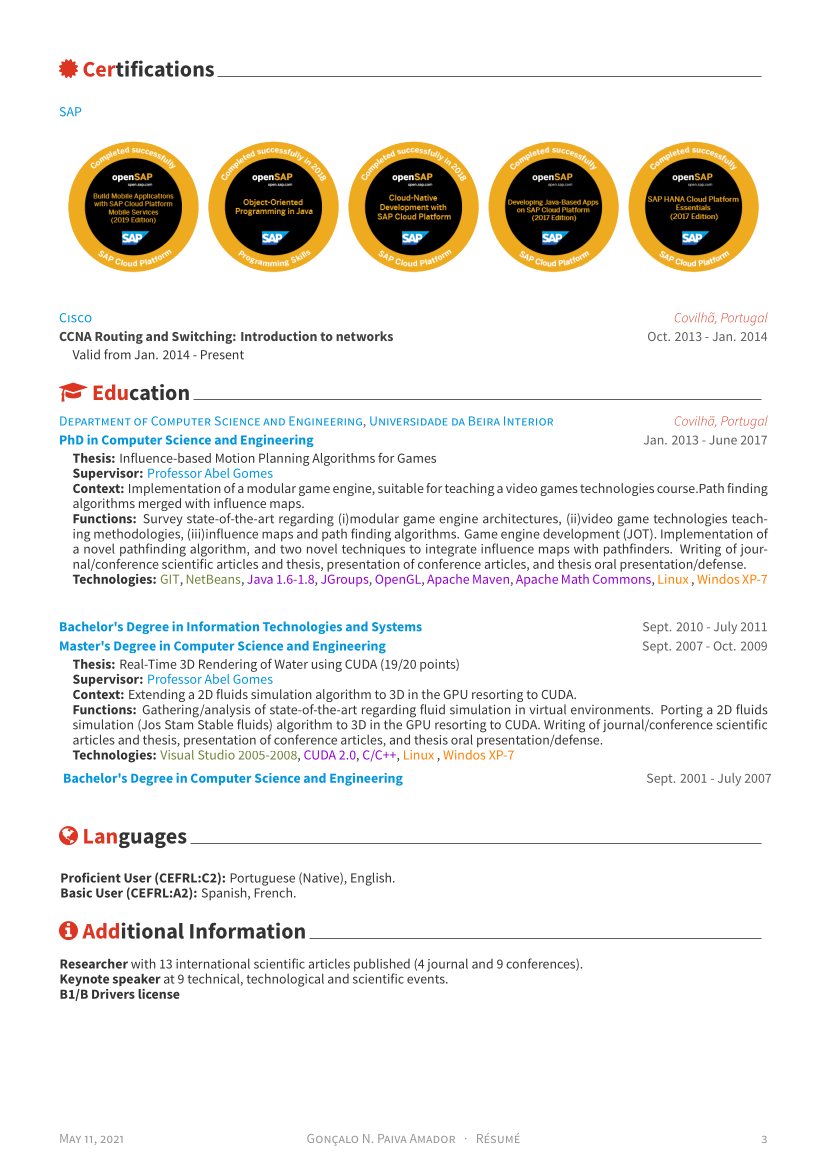 Certifications
SAP
Completed successfully
openSAP
open.sap.com
Build Mobile Applications
with SAP Cloud Platform
Mobile Services
(2019 Edition)
SAP
SAP Cloud Platform
Completed successfully in 2018
openSAP
open.sap.com
Object-Oriented
Programming in Java
SAP
Programming Skills
Completed successfully in 2018
openSAP
open.sap.com
Cloud-Native
Development with
SAP Cloud Platform
SAP
SAP Cloud Platform
Completed successfully
openSAP
open.sap.com
Developing Java-Based Apps
on SAP Cloud Platform
(2017 Edition)
SAP
SAP Cloud Platform
Completed successfully
openSAP
open.sap.com
SAP HANA Cloud Platform
Essentials
(2017 Edition)
SAP
SAP Cloud Platform
Cisco Covilhã, Portugal
CCNA Routing and Switching: Introduction to networks Oct. 2013 - Jan. 2014
Valid from Jan. 2014 - Present
Education
Department of Computer Science and Engineering, Universidade da Beira Interior Covilhã, Portugal
PhD in Computer Science and Engineering Jan. 2013 - June 2017
Thesis: Influence-based Motion Planning Algorithms for Games
Supervisor: Professor Abel Gomes
Context: Implementation of a modular game engine, suitable for teaching a video games technologies course.Path finding
algorithms merged with influence maps.
Functions: Survey state-of-the-art regarding (i)modular game engine architectures, (ii)video game technologies teach-
ing methodologies, (iii)influence maps and path finding algorithms. Game engine development (JOT). Implementation of
a novel pathfinding algorithm, and two novel techniques to integrate influence maps with pathfinders. Writing of jour-
nal/conference scientific articles and thesis, presentation of conference articles, and thesis oral presentation/defense.
Technologies: GIT, NetBeans, Java 1.6-1.8, JGroups, OpenGL, Apache Maven, Apache Math Commons, Linux , Windos XP-7
Bachelor's Degree in Information Technologies and Systems Sept. 2010 - July 2011
Master's Degree in Computer Science and Engineering Sept. 2007 - Oct. 2009
Thesis: Real-Time 3D Rendering of Water using CUDA (19/20 points)
Supervisor: Professor Abel Gomes
Context: Extending a 2D fluids simulation algorithm to 3D in the GPU resorting to CUDA.
Functions: Gathering/analysis of state-of-the-art regarding fluid simulation in virtual environments. Porting a 2D fluids
simulation (Jos Stam Stable fluids) algorithm to 3D in the GPU resorting to CUDA. Writing of journal/conference scientific
articles and thesis, presentation of conference articles, and thesis oral presentation/defense.
Technologies: Visual Studio 2005-2008, CUDA 2.0, C/C++, Linux , Windos XP-7
Bachelor's Degree in Computer Science and Engineering Sept. 2001 - July 2007
Languages
Proficient User (CEFRL:C2): Portuguese (Native), English.
Basic User (CEFRL:A2): Spanish, French.
Additional Information
Researcher with 13 international scientific articles published (4 journal and 9 conferences).
Keynote speaker at 9 technical, technological and scientific events.
B1/B Drivers license
May 11, 2021 Gonçalo N. Paiva Amador · Résumé 3